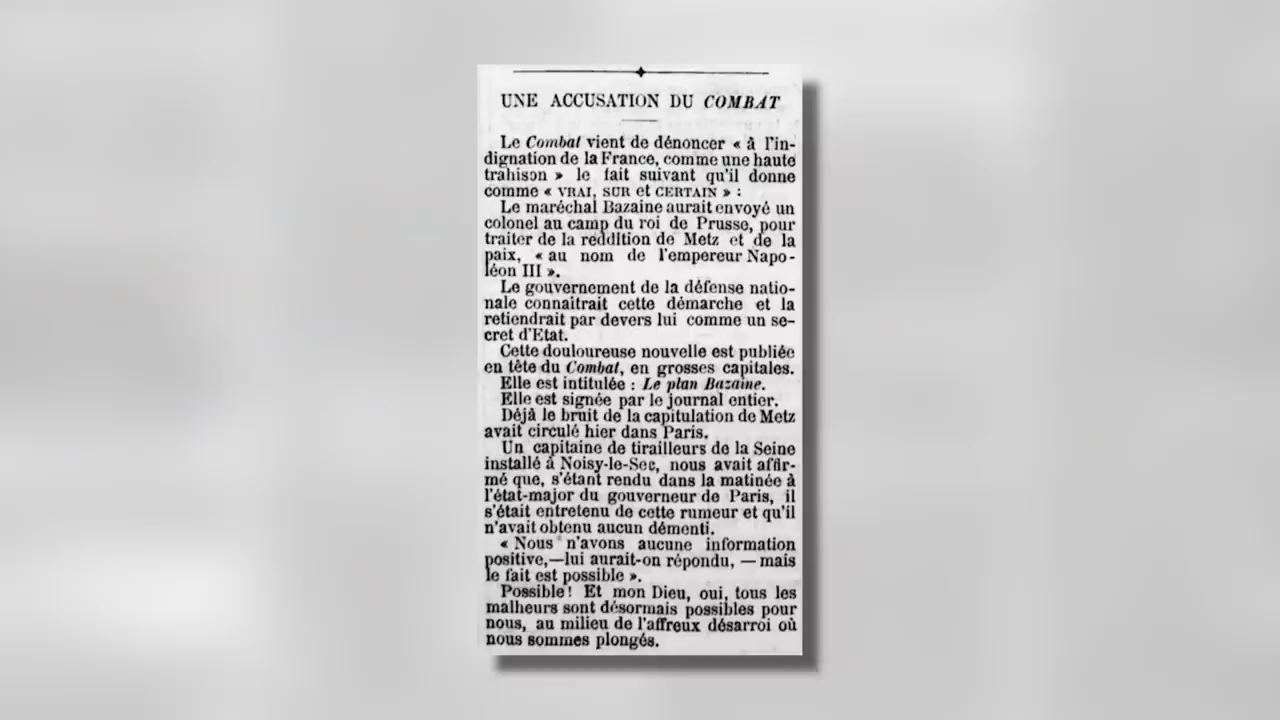 UNE ACCUSATION DU COMBAT
Le Combat vient de dénoncer « à l'in-
dignation de la France, comme une haute
trahison » le fait suivant qu'il donne
comme « VRAI, SUR et CERTAIN » :
Le maréchal Bazaine aurait envoyé un
colonel au camp du roi de Prusse, pour
traiter de la reddition de Metz et de la
paix, « au nom de l'empereur Napo-
léon III ».
Le gouvernement de la défense natio-
nale connaîtrait cette démarche et la
retiendrait par devers lui comme un se-
cret d'Etat.
Cette douloureuse nouvelle est publiée
en tête du Combat, en grosses capitales.
Elle est intitulée : Le plan Bazaine.
Elle est signée par le journal entier.
Déjà le bruit de la capitulation de Metz
avait circulé hier dans Paris.
Un capitaine de tirailleurs de la Seine
installé à Noisy-le-Sec, nous avait affir-
mé que, s'étant rendu dans la matinée à
l'état-major du gouverneur de Paris, il
s'était entretenu de cette rumeur et qu'il
n'avait obtenu aucun démenti.
« Nous n'avons aucune information
positive,—lui aurait-on répondu, — mais
le fait est possible ».
Possible ! Et mon Dieu, oui, tous les
malheurs sont désormais possibles pour
nous, au milieu de l'affreux désarroi où
nous sommes plongés.